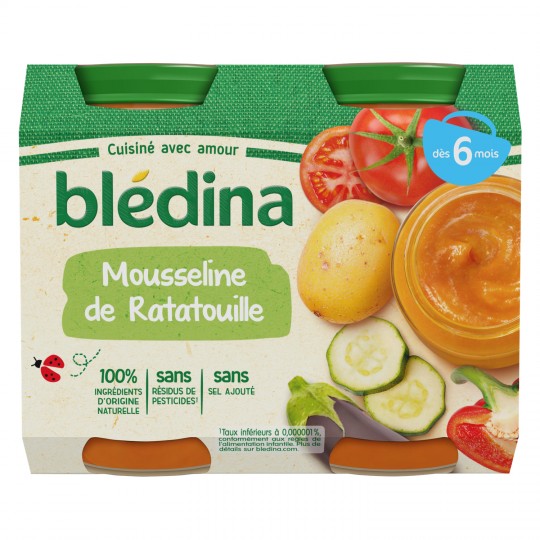 Cuisiné avec amour
blédina
dès 6 mois
Mousseline
de Ratatouille
100%
INGRÉDIENTS
D'ORIGINE
NATURELLE
sans
RÉSIDUS DE
PESTICIDES¹
sans
SEL AJOUTÉ
¹Taux inférieurs à 0,000001%,
conformément aux règles de
l'alimentation infantile. Plus de
détails sur bledina.com.